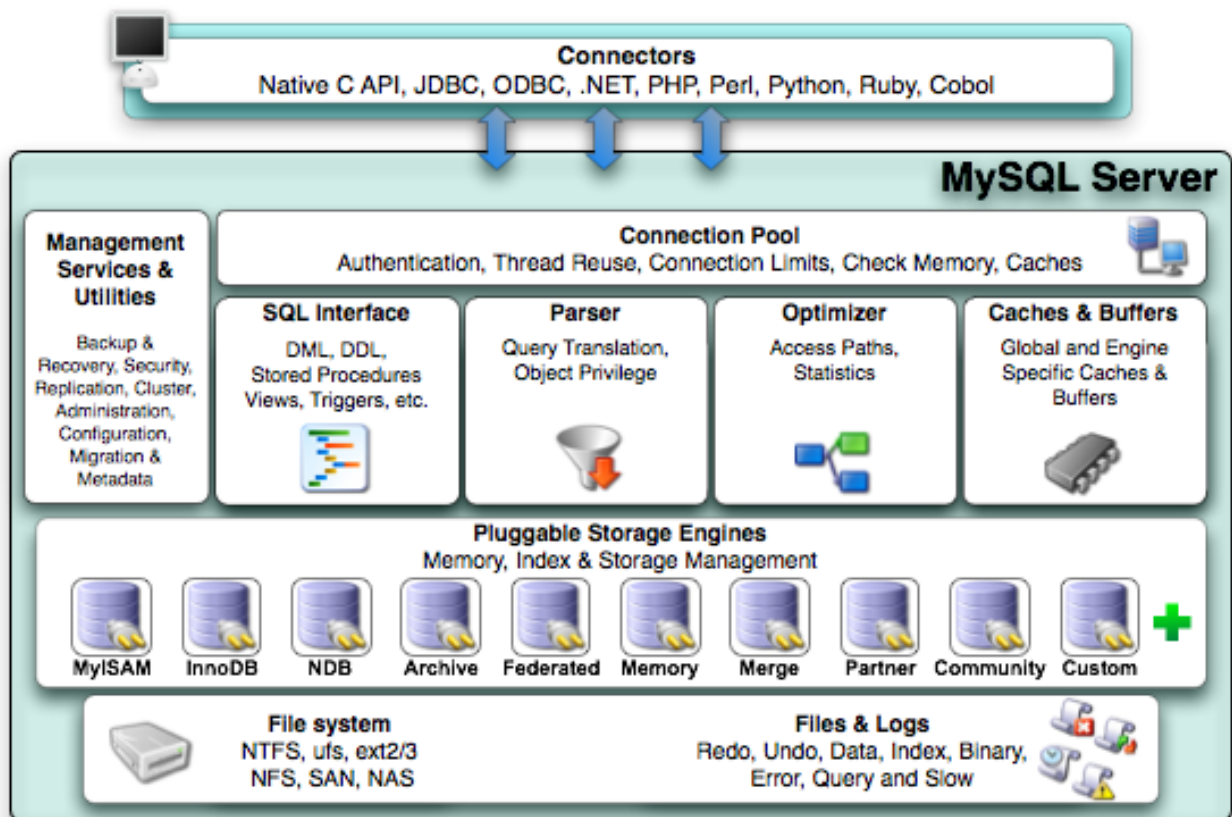 Connectors
Native C API, JDBC, ODBC, .NET, PHP, Perl, Python, Ruby, Cobol
MySQL Server
Management
Services &
Utilities
Backup &
Recovery, Security,
Replication, Cluster,
Administration,
Configuration,
Migration &
Metadata
Connection Pool
Authentication, Thread Reuse, Connection Limits, Check Memory, Caches
SQL Interface
DML, DDL,
Stored Procedures
Views, Triggers, etc.
Parser
Query Translation,
Object Privilege
Optimizer
Access Paths,
Statistics
Caches & Buffers
Global and Engine
Specific Caches &
Buffers
Pluggable Storage Engines
Memory, Index & Storage Management
MyISAM
InnoDB
NDB
Archive
Federated
Memory
Merge
Partner
Community
Custom
File system
NTFS, ufs, ext2/3
NFS, SAN, NAS
Files & Logs
Redo, Undo, Data, Index, Binary,
Error, Query and Slow